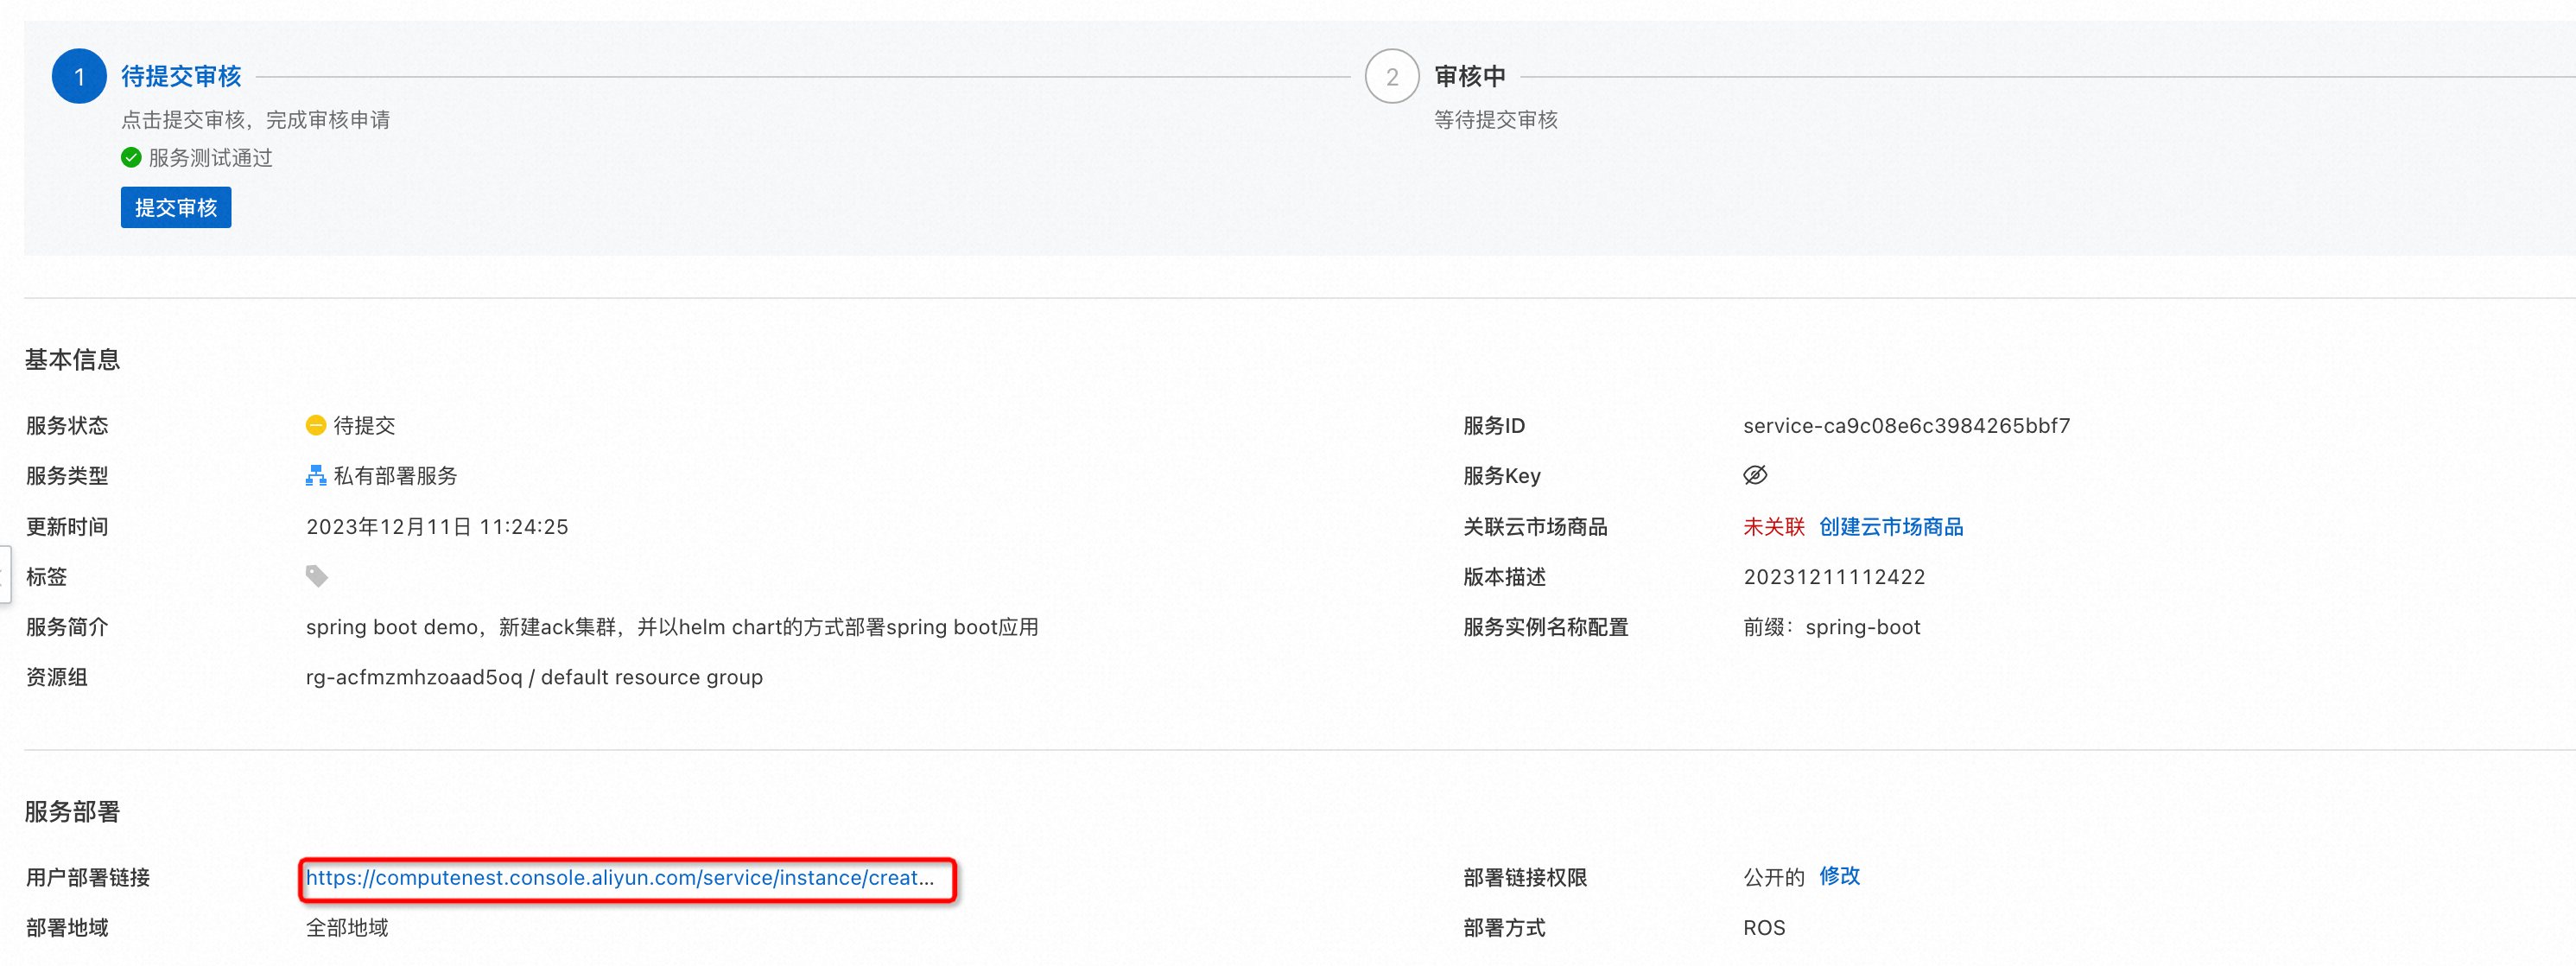 1 待提交审核
点击提交审核，完成审核申请
服务测试通过
提交审核
2 审核中
等待提交审核
基本信息
服务状态 待提交
服务ID service-ca9c08e6c3984265bbf7
服务类型 私有部署服务
服务Key
更新时间 2023年12月11日 11:24:25
关联云市场商品 未关联 创建云市场商品
标签
版本描述 20231211112422
服务简介 spring boot demo，新建ack集群，并以helm chart的方式部署spring boot应用
服务实例名称配置 前缀：spring-boot
资源组 rg-acfmzmhzoaad5oq / default resource group
服务部署
用户部署链接 https://computenest.console.aliyun.com/service/instance/creat...
部署链接权限 公开的 修改
部署地域 全部地域
部署方式 ROS